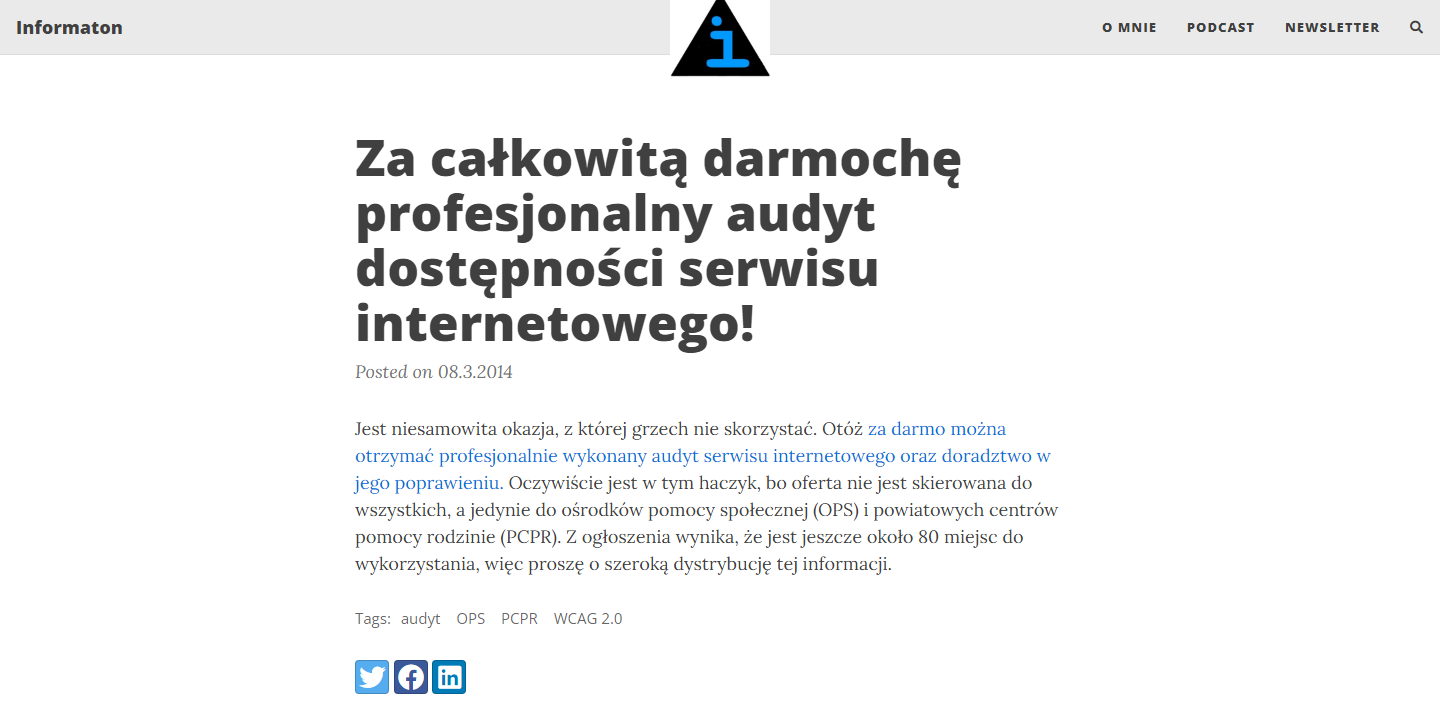 Informaton
i
O MNIE
PODCAST
NEWSLETTER
Za całkowitą darmochę
profesjonalny audyt
dostępności serwisu
internetowego!
Posted on 08.3.2014
Jest niesamowita okazja, z której grzech nie skorzystać. Otóż za darmo można
otrzymać profesjonalnie wykonany audyt serwisu internetowego oraz doradztwo w
jego poprawieniu. Oczywiście jest w tym haczyk, bo oferta nie jest skierowana do
wszystkich, a jedynie do ośrodków pomocy społecznej (OPS) i powiatowych centrów
pomocy rodzinie (PCPR). Z ogłoszenia wynika, że jest jeszcze około 80 miejsc do
wykorzystania, więc proszę o szeroką dystrybucję tej informacji.
Tags: audyt OPS PCPR WCAG 2.0